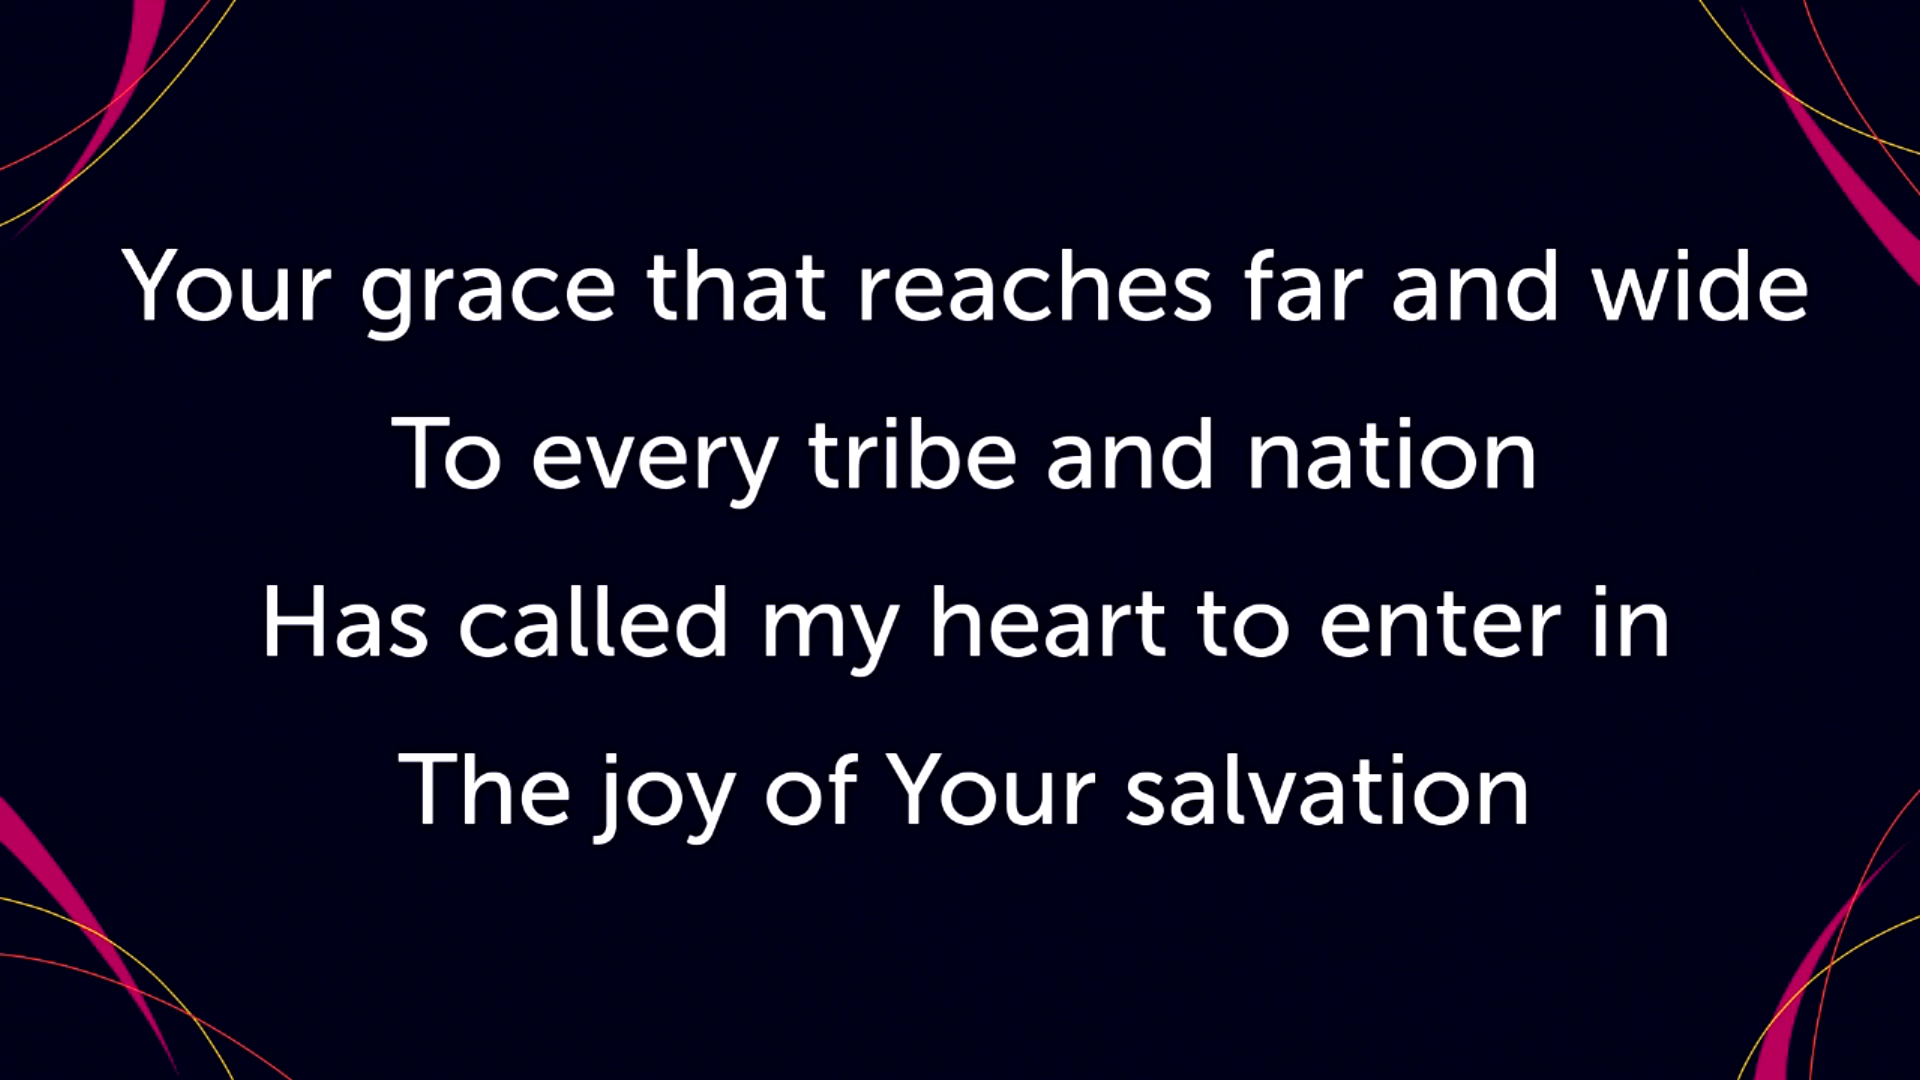 Your grace that reaches far and wide
To every tribe and nation
Has called my heart to enter in
The joy of Your salvation